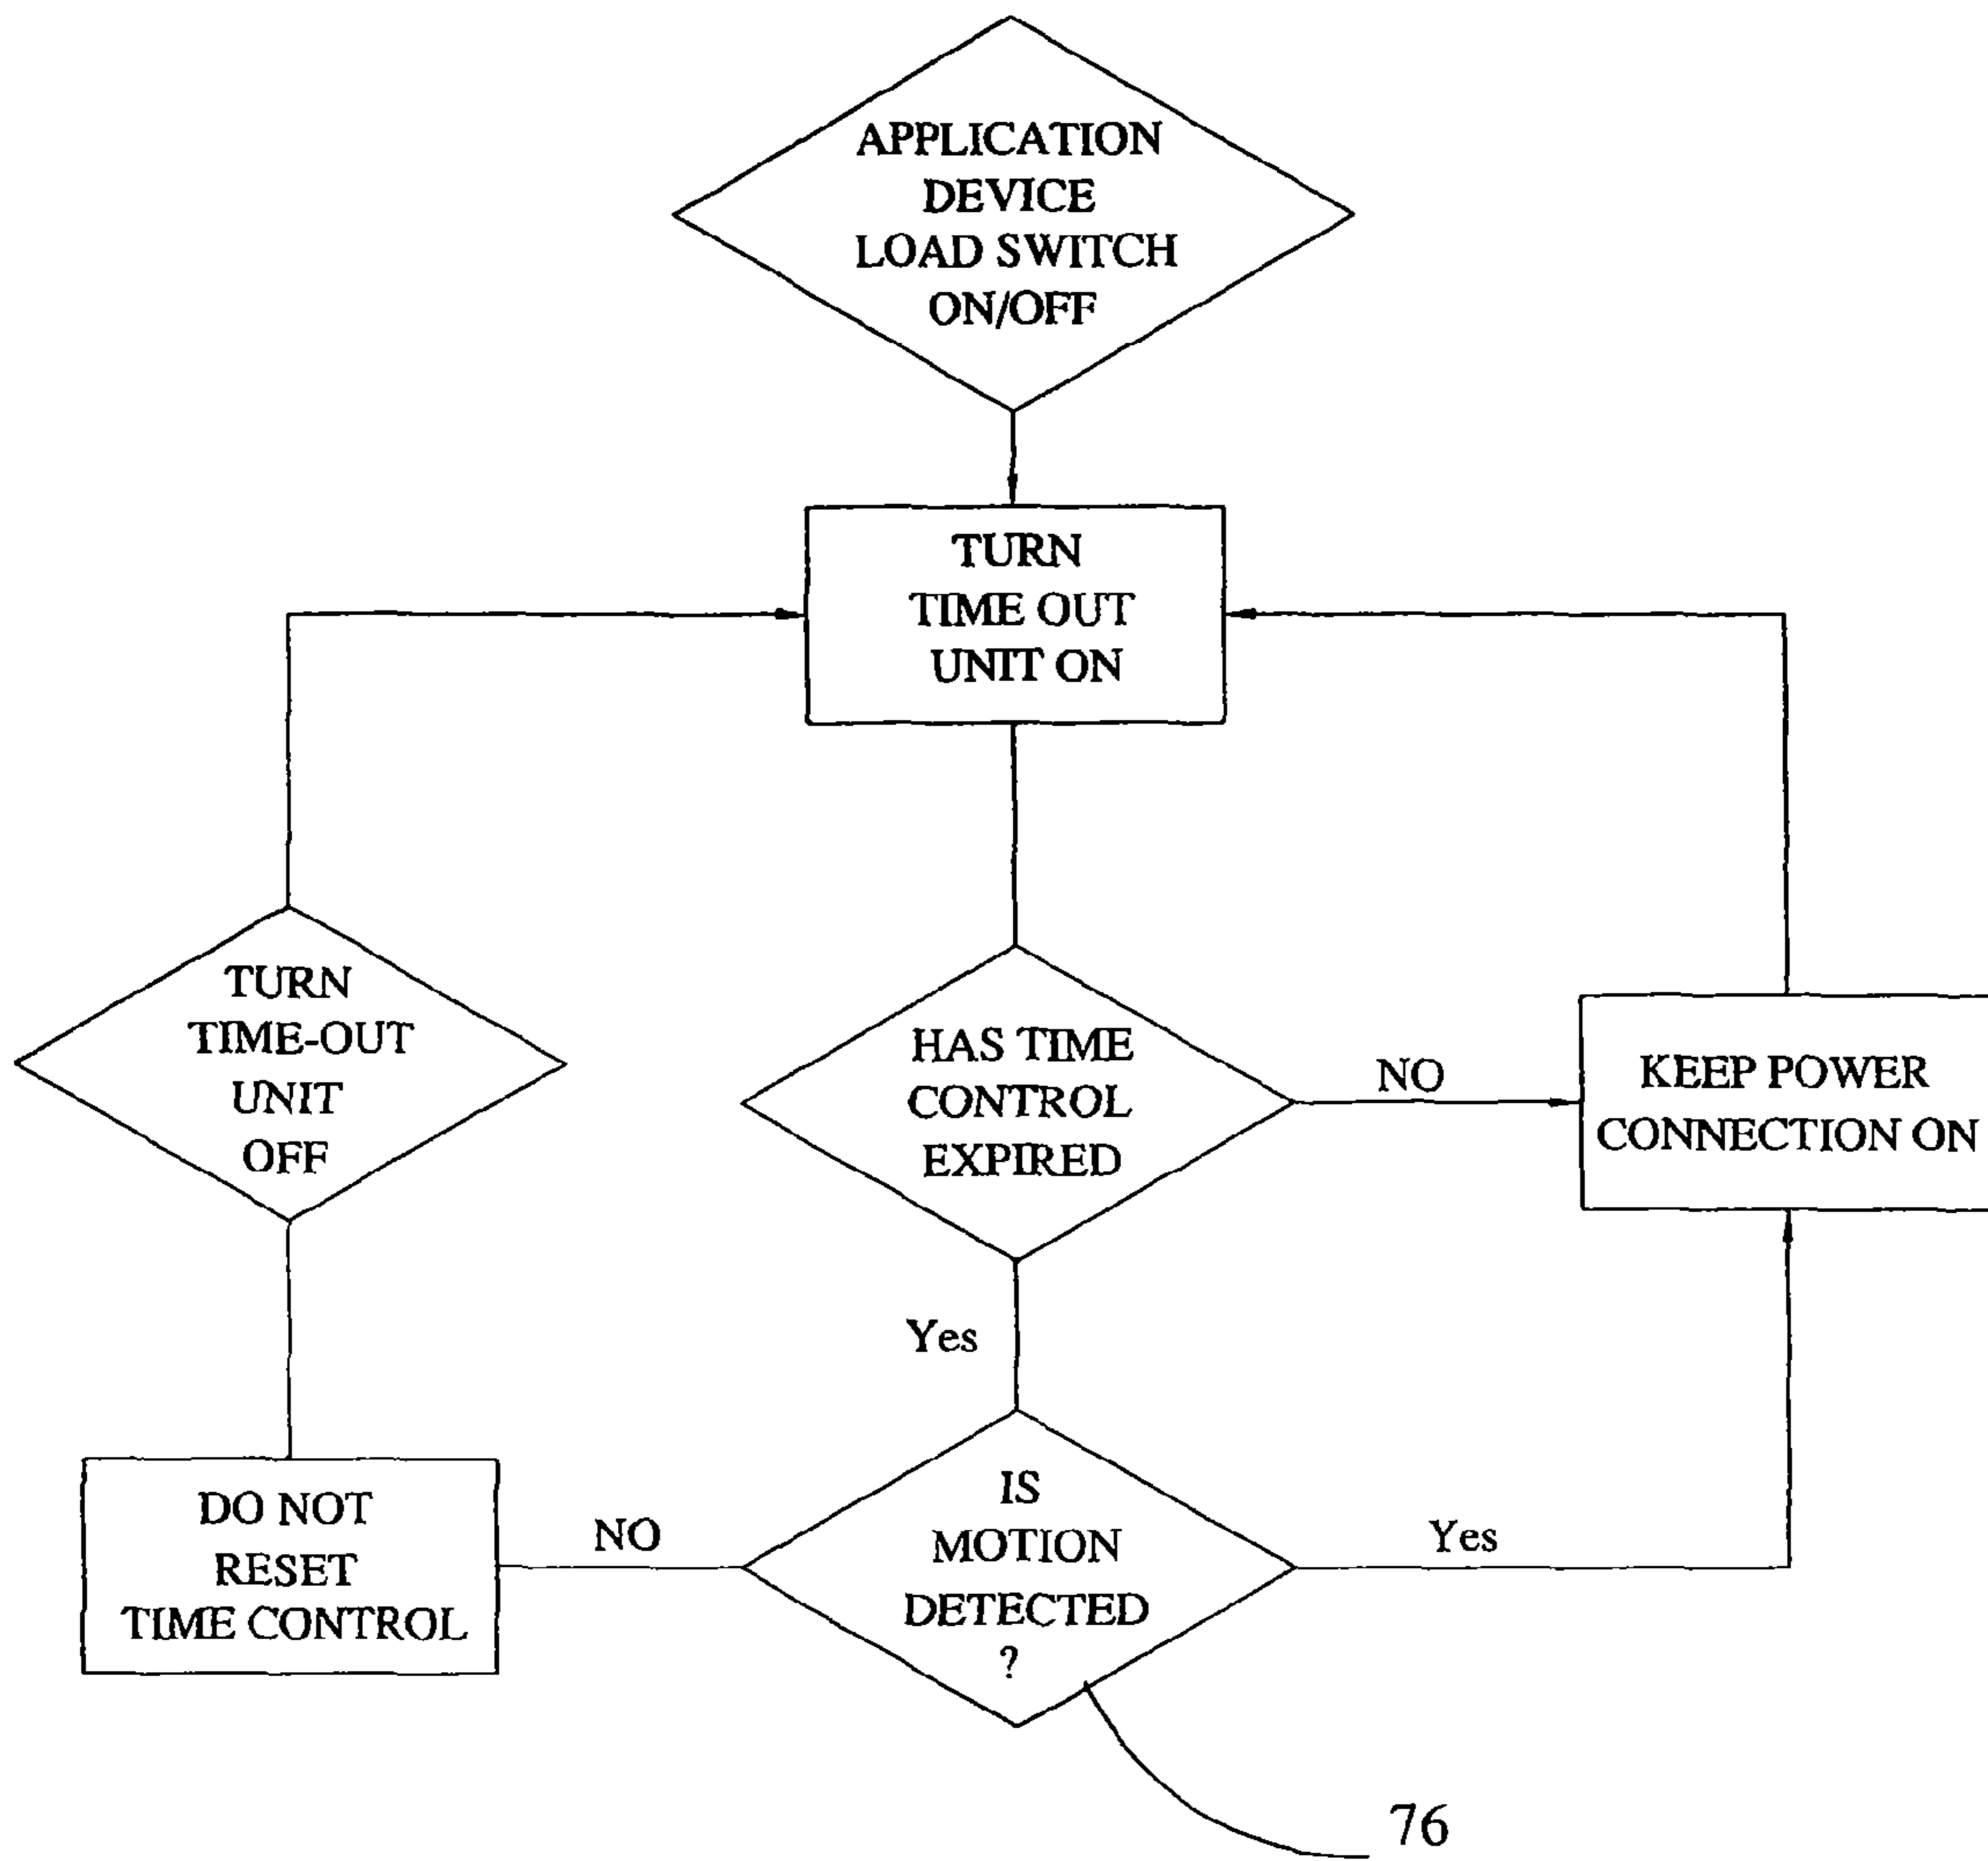 APPLICATION
DEVICE
LOAD SWITCH
ON/OFF
TURN
TIME OUT
UNIT ON
TURN
TIME-OUT
UNIT
OFF
HAS TIME
CONTROL
EXPIRED
NO
KEEP POWER
CONNECTION ON
Yes
DO NOT
RESET
TIME CONTROL
NO
IS
MOTION
DETECTED
?
Yes
76